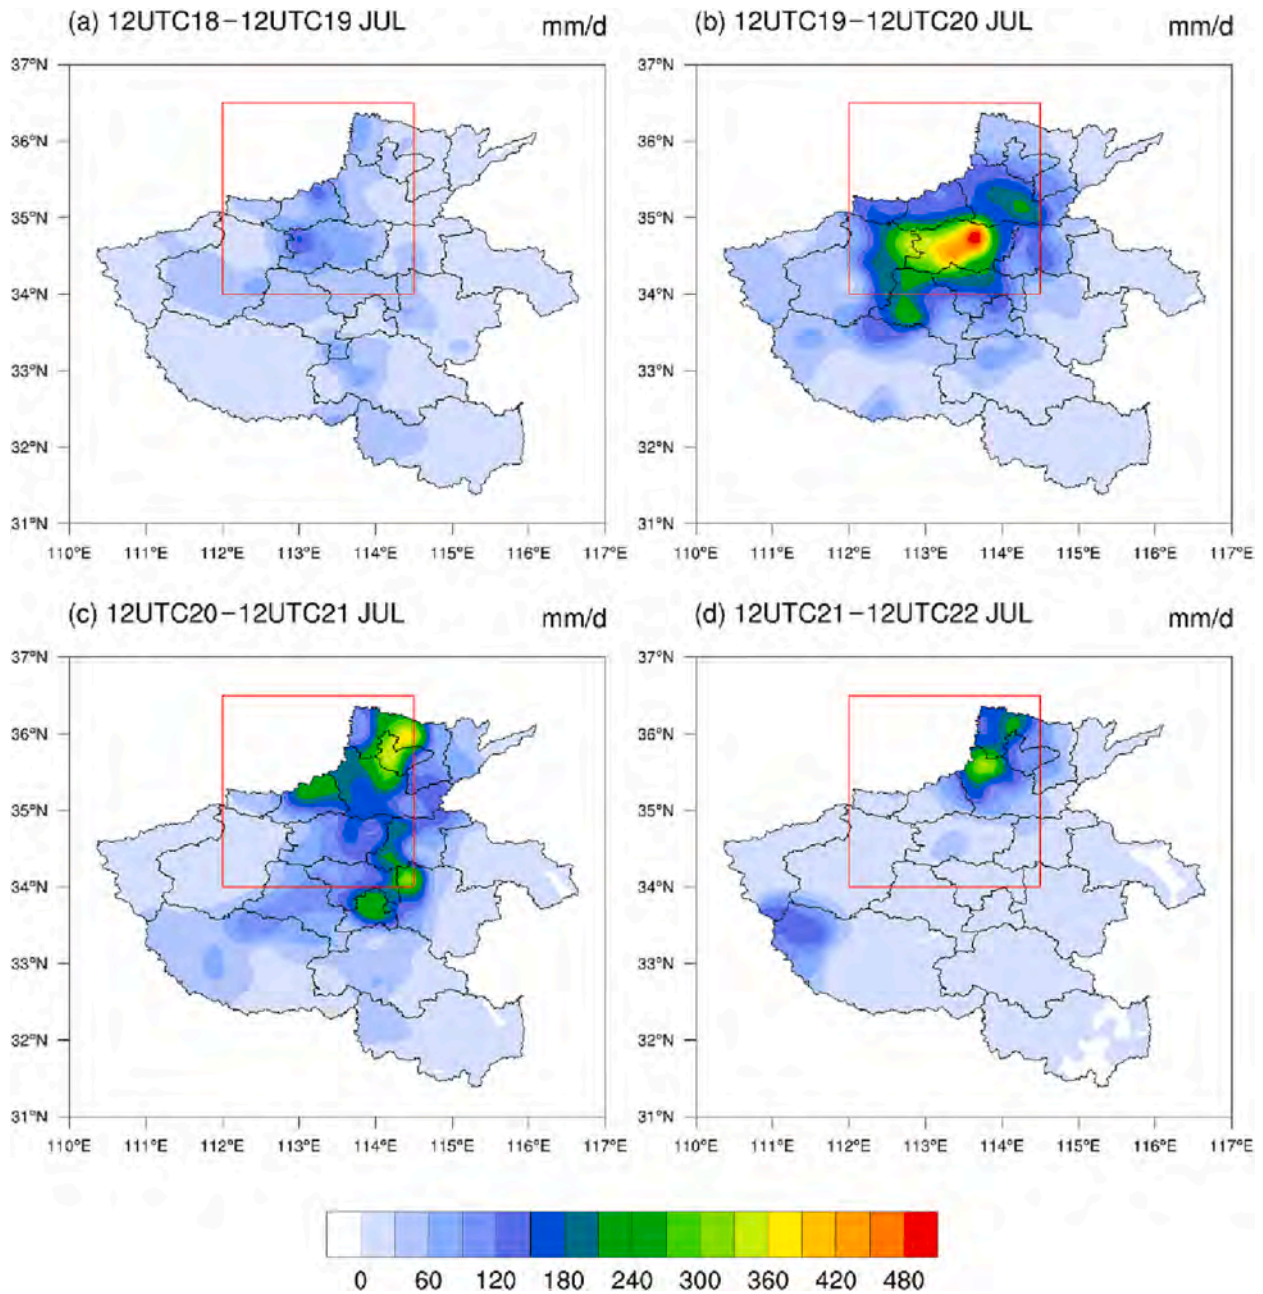 (a) 12UTC18−12UTC19 JUL mm/d
(b) 12UTC19−12UTC20 JUL mm/d
37°N
36°N
35°N
34°N
33°N
32°N
31°N
110°E 111°E 112°E 113°E 114°E 115°E 116°E 117°E
37°N
36°N
35°N
34°N
33°N
32°N
31°N
110°E 111°E 112°E 113°E 114°E 115°E 116°E 117°E
(c) 12UTC20−12UTC21 JUL mm/d
(d) 12UTC21−12UTC22 JUL mm/d
37°N
36°N
35°N
34°N
33°N
32°N
31°N
110°E 111°E 112°E 113°E 114°E 115°E 116°E 117°E
37°N
36°N
35°N
34°N
33°N
32°N
31°N
110°E 111°E 112°E 113°E 114°E 115°E 116°E 117°E
0 60 120 180 240 300 360 420 480